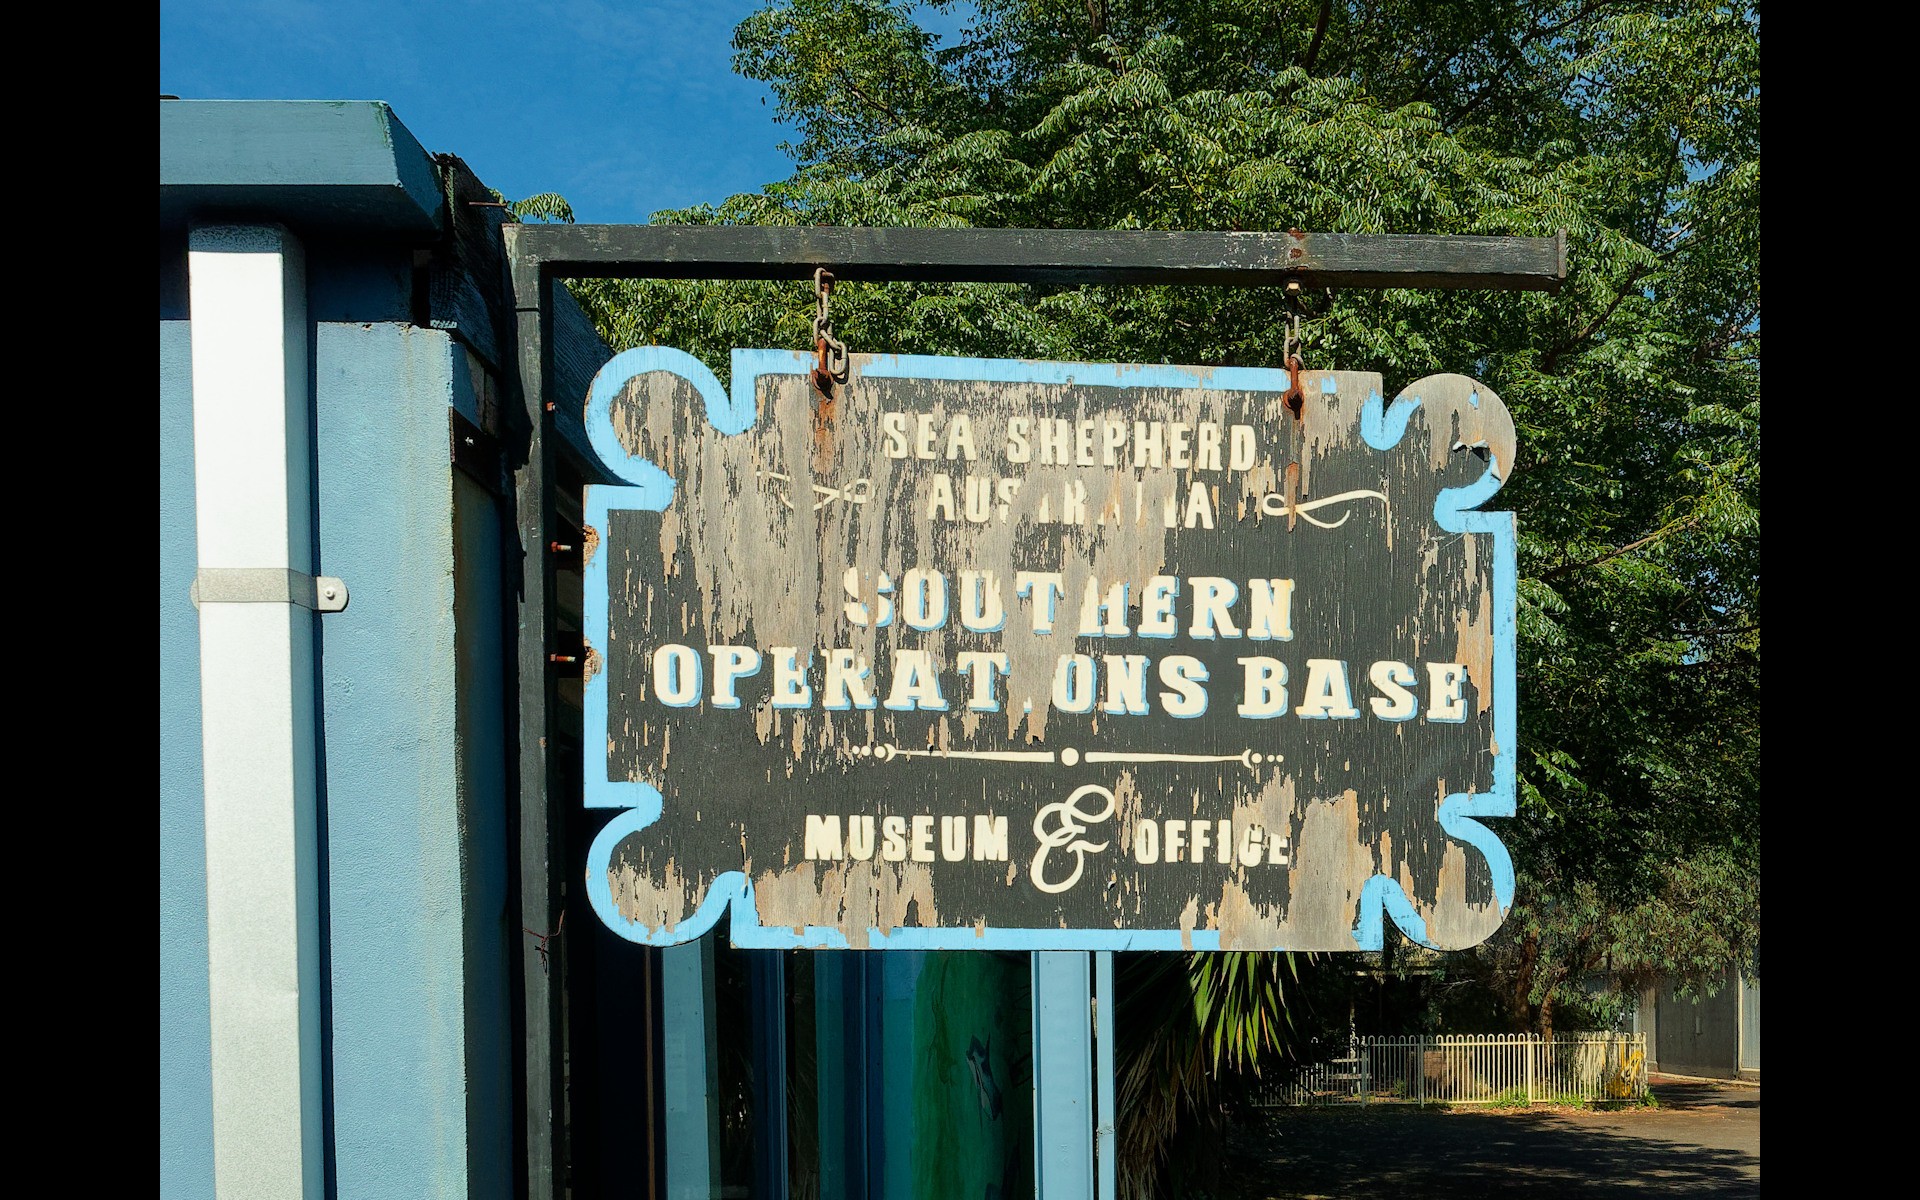 SEA SHEPHERD
AUSTRALIA
SOUTHERN
OPERATIONS BASE
MUSEUM & OFFICE